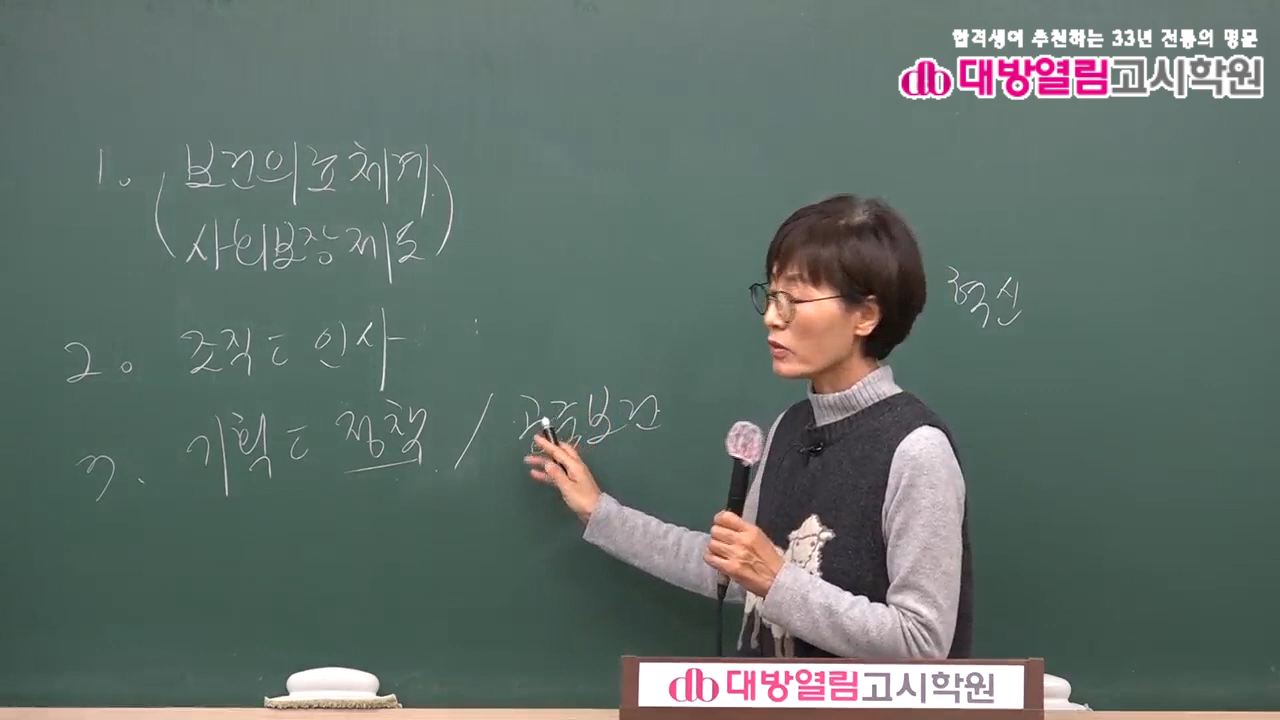 합격생이 추천하는 33년 전통의 명문
대방열림고시학원
1. (보건의료체계
사회보장제도)
혁신
2. 조직 ㄷ 인사
3. 기획 ㄷ 정책 / 공중보건
대방열림고시학원